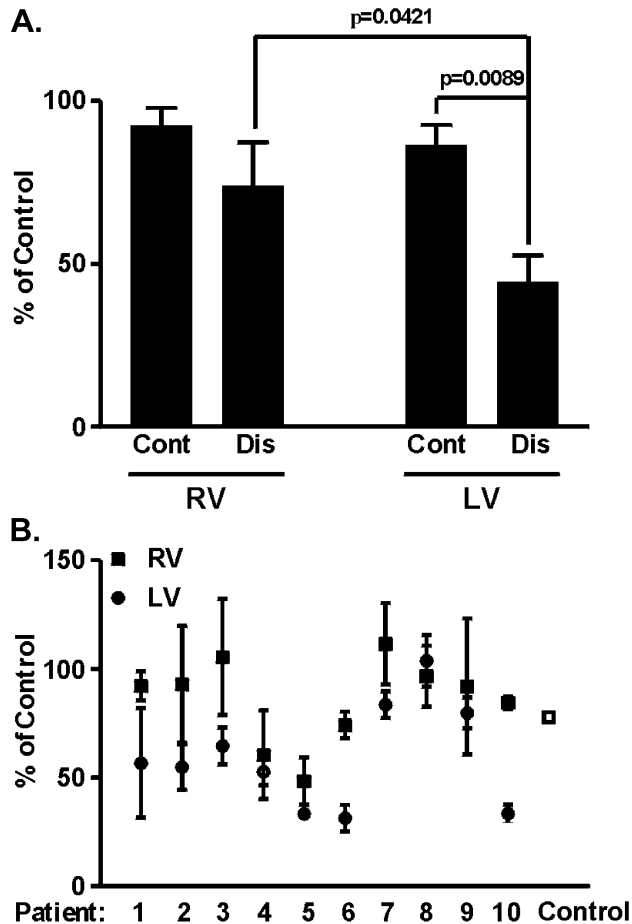 A.
p=0.0421
p=0.0089
100
50
0
% of Control
Cont Dis Cont Dis
RV LV
B.
RV
LV
150
100
50
0
% of Control
Patient: 1 2 3 4 5 6 7 8 9 10 Control